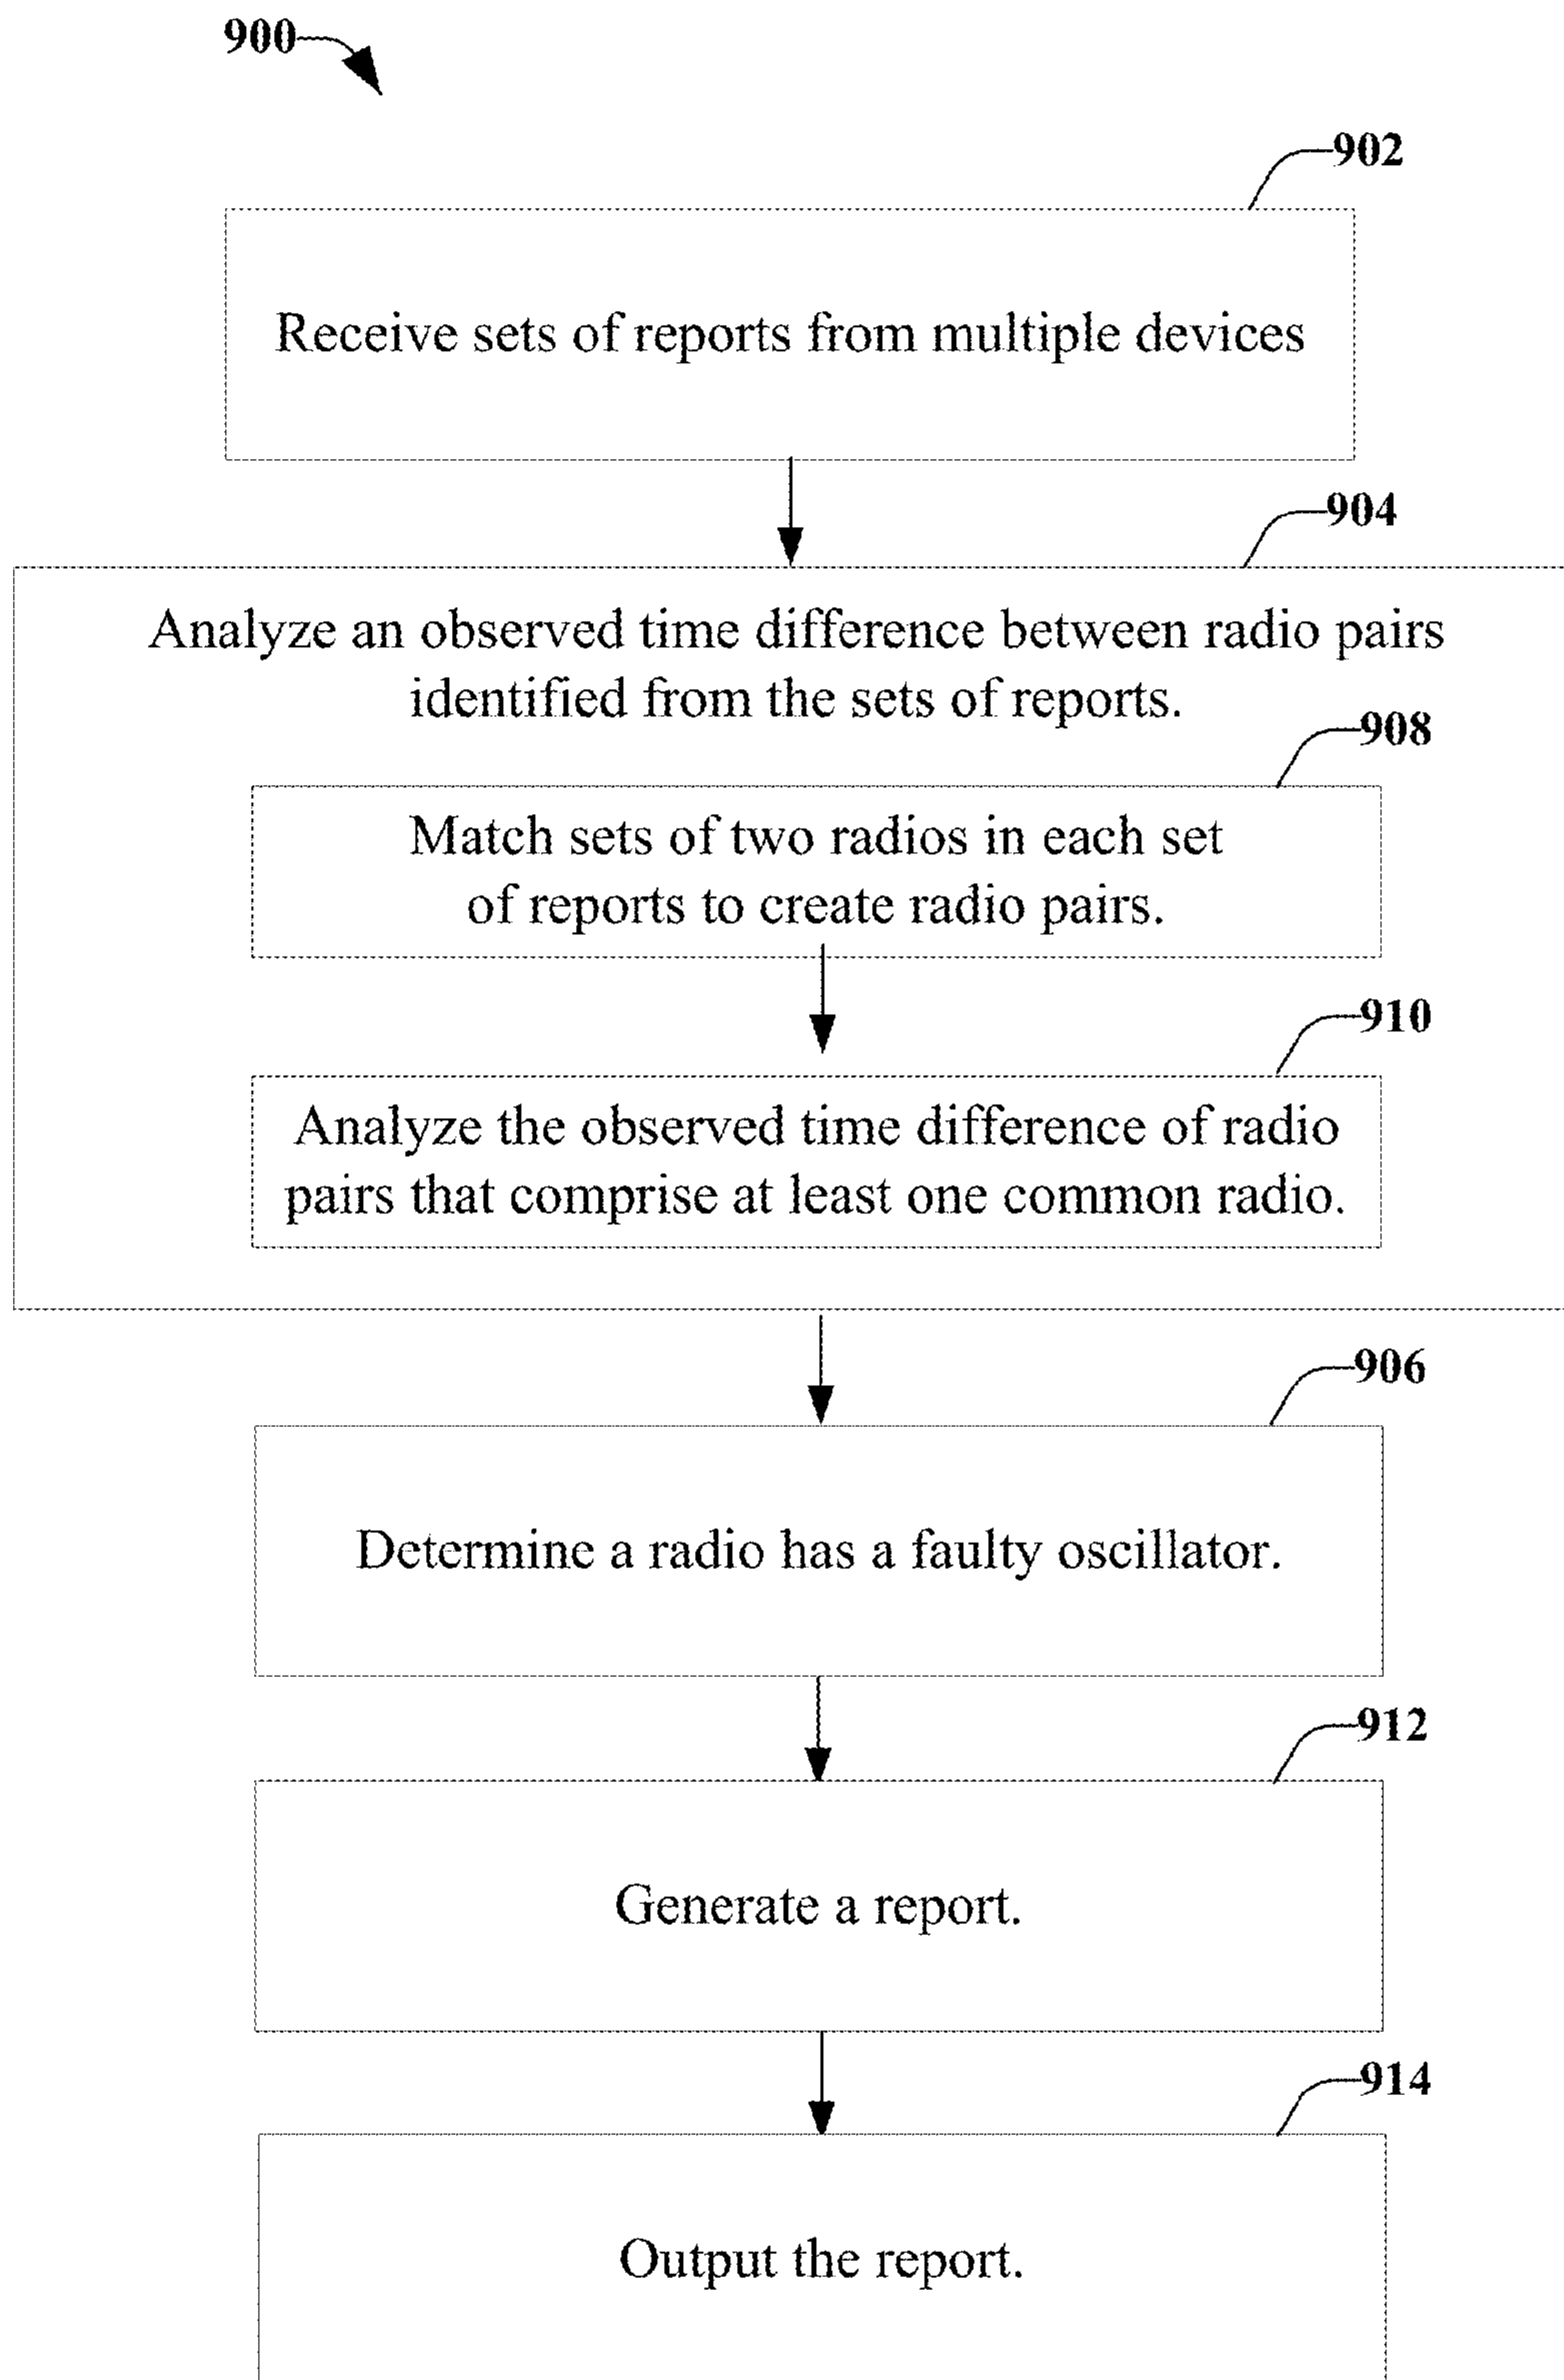 900
902
Receive sets of reports from multiple devices
904
Analyze an observed time difference between radio pairs
identified from the sets of reports.
908
Match sets of two radios in each set
of reports to create radio pairs.
910
Analyze the observed time difference of radio
pairs that comprise at least one common radio.
906
Determine a radio has a faulty oscillator.
912
Generate a report.
914
Output the report.